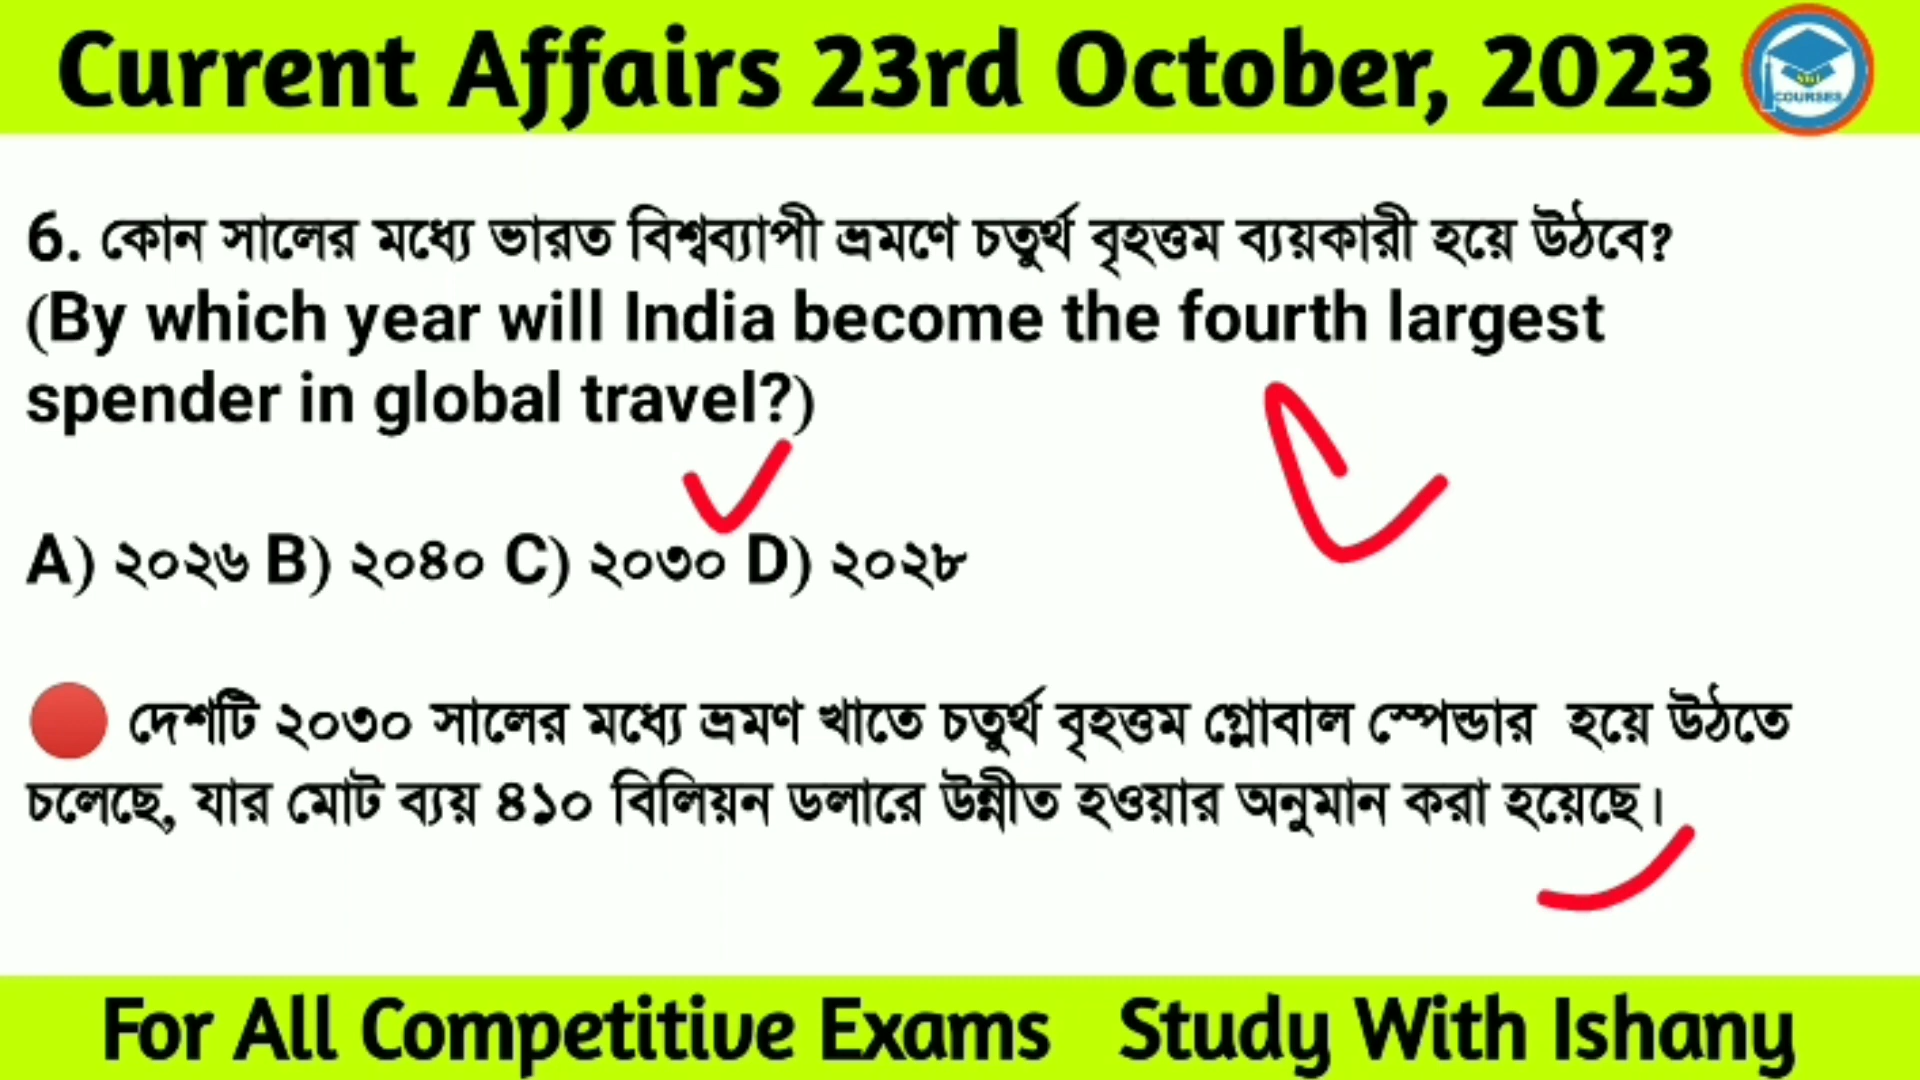 Current Affairs 23rd October, 2023
COURSES
6. কোন সালের মধ্যে ভারত বিশ্বব্যাপী ভ্রমণে চতুর্থ বৃহত্তম ব্যয়কারী হয়ে উঠবে?
(By which year will India become the fourth largest
spender in global travel?)
A) ২০২৬ B) ২০৪০ C) ২০৩০ D) ২০২৮
দেশটি ২০৩০ সালের মধ্যে ভ্রমণ খাতে চতুর্থ বৃহত্তম গ্লোবাল স্পেন্ডার হয়ে উঠতে
চলেছে, যার মোট ব্যয় ৪১০ বিলিয়ন ডলারে উন্নীত হওয়ার অনুমান করা হয়েছে।
For All Competitive Exams Study With Ishany